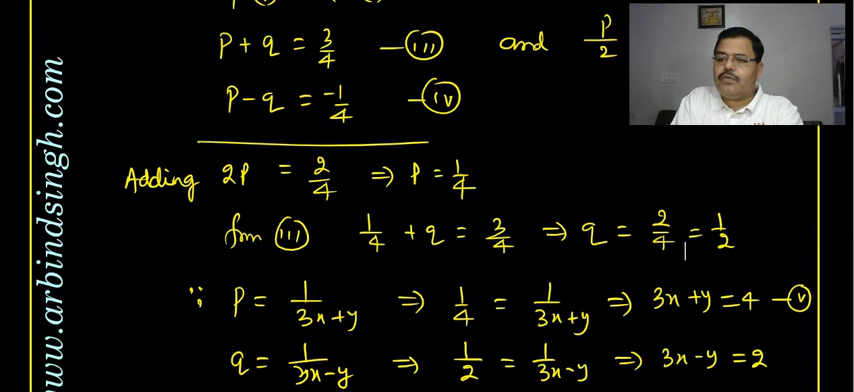 P + q = 3/4 — (iii) and P/2
P - q = -1/4 — (iv)
Adding 2P = 2/4 ⇒ P = 1/4
from (iii) 1/4 + q = 3/4 ⇒ q = 2/4 = 1/2
∵ P = 1/(3x+y) ⇒ 1/4 = 1/(3x+y) ⇒ 3x+y = 4 — (v)
q = 1/(3x-y) ⇒ 1/2 = 1/(3x-y) ⇒ 3x-y = 2
www.arbindsingh.com